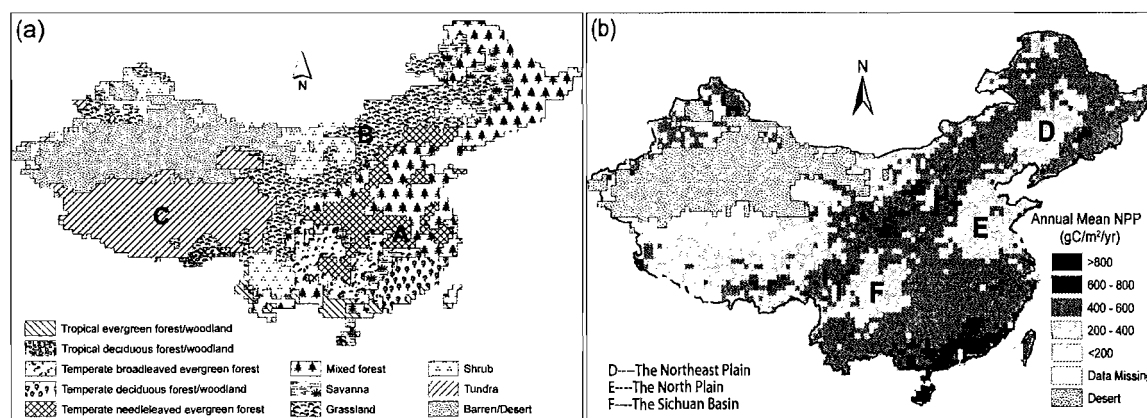 (a)
N
B
C
A
Tropical evergreen forest/woodland
Tropical deciduous forest/woodland
Temperate broadleaved evergreen forest
Temperate deciduous forest/woodland
Temperate needleleaved evergreen forest
Mixed forest
Savanna
Grassland
Shrub
Tundra
Barren/Desert
(b)
N
D
E
F
Annual Mean NPP
(gC/m²/yr)
>800
600 - 800
400 - 600
200 - 400
<200
Data Missing
Desert
D----The Northeast Plain
E----The North Plain
F----The Sichuan Basin